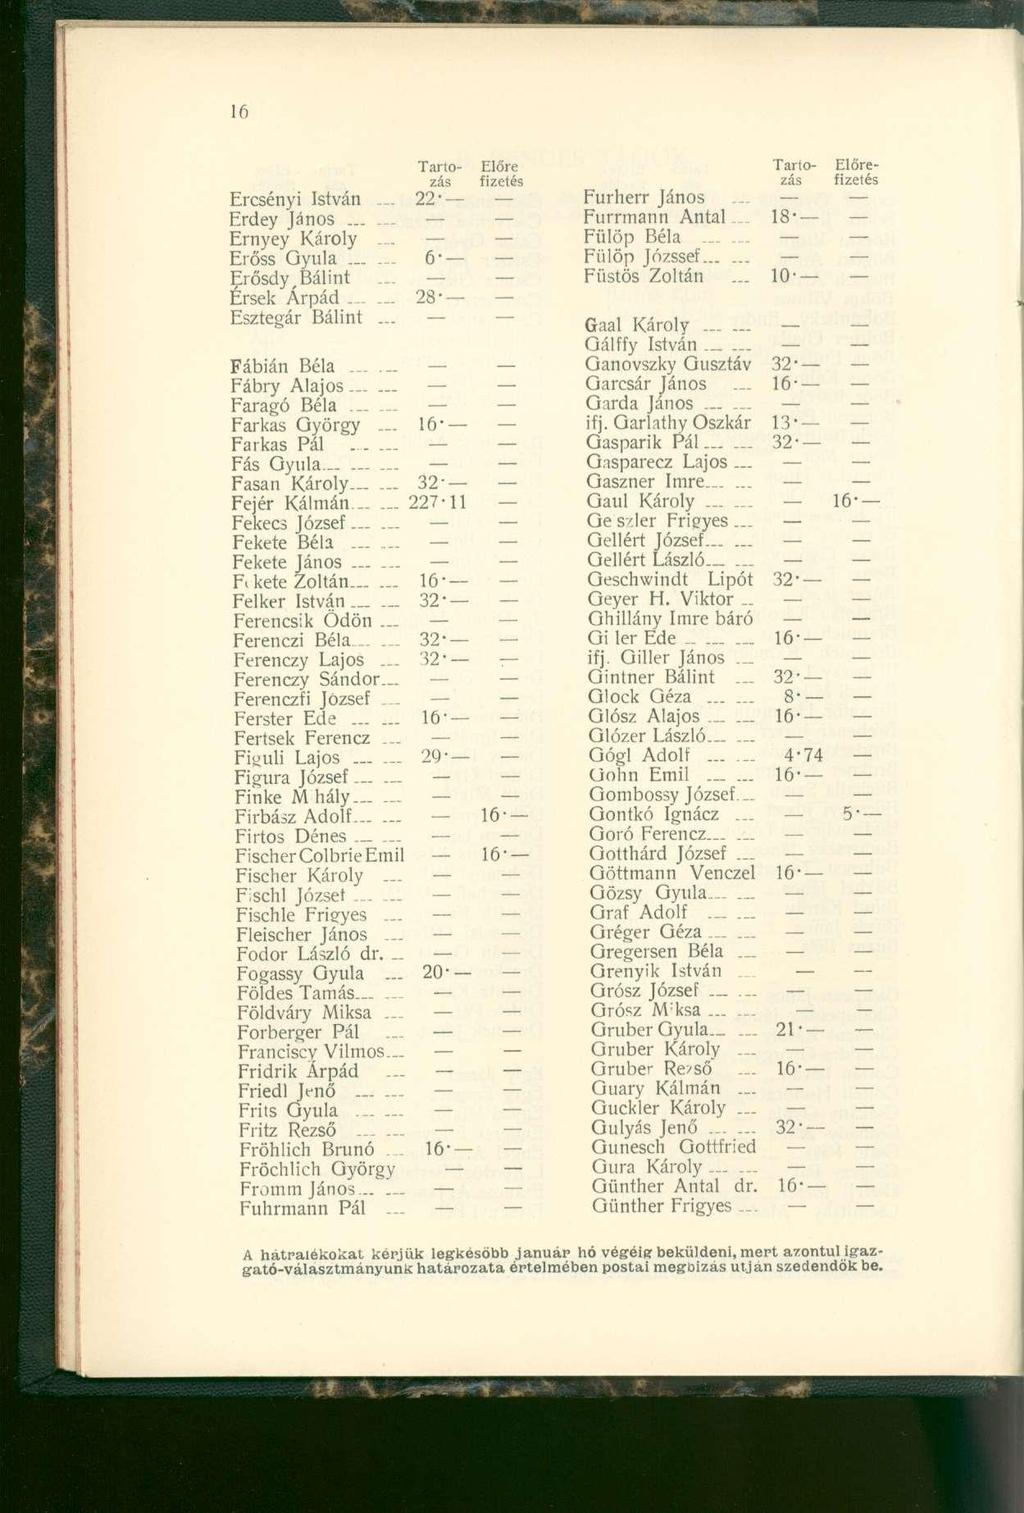 16
Tarto- Előre
zás fizetés
Ercsényi István ... 22·— —
Erdey János ... ... — —
Ernyey Károly ... — —
Erőss Gyula ... ... 6·— —
Erősdy Bálint ... — —
Érsek Árpád ... ... 28·— —
Esztegár Bálint ... — —
Fábián Béla ... ... — —
Fábry Alajos ... ... — —
Faragó Béla ... ... — —
Farkas György ... 16·— —
Farkas Pál ... ... — —
Fás Gyula ... ... ... — —
Fasan Károly ... ... 32·— —
Fejér Kálmán ... ... 227·11 —
Fekecs József ... ... — —
Fekete Béla ... ... — —
Fekete János ... ... — —
Fekete Zoltán ... ... 16·— —
Felker István ... ... 32·— —
Ferencsik Ödön ... — —
Ferenczi Béla ... ... 32·— —
Ferenczy Lajos ... 32·— —
Ferenczy Sándor ... — —
Ferenczfi József ... — —
Ferster Ede ... ... 16·— —
Fertsek Ferencz ... — —
Figuli Lajos ... ... 29·— —
Figura József ... ... — —
Finke M hály ... ... — —
Firbász Adolf ... ... — 16·—
Firtos Dénes ... ... — —
Fischer Colbrie Emil — 16·—
Fischer Károly ... — —
Fischl József ... ... — —
Fischle Frigyes ... — —
Fleischer János ... — —
Fodor László dr. ... — —
Fogassy Gyula ... 20·— —
Földes Tamás ... ... — —
Földváry Miksa ... — —
Forberger Pál ... — —
Franciscy Vilmos ... — —
Fridrik Árpád ... — —
Friedl Jenő ... ... — —
Frits Gyula ... ... — —
Fritz Rezső ... ... — —
Fröhlich Brunó ... 16·— —
Fröchlich György — —
Fromm János ... ... — —
Fuhrmann Pál ... — —
Tarto- Előre-
zás fizetés
Furherr János ... — —
Furrmann Antal ... 18·— —
Fülöp Béla ... ... — —
Fülöp Józssef ... ... — —
Füstös Zoltán ... 10·— —
Gaal Károly ... ... — —
Gálffy István ... ... — —
Ganovszky Gusztáv 32·— —
Garcsár János ... 16·— —
Garda János ... ... — —
ifj. Garlathy Oszkár 13·— —
Gasparik Pál ... ... 32·— —
Gasparecz Lajos ... — —
Gaszner Imre ... ... — —
Gaul Károly ... ... — 16·—
Ge szler Frigyes ... — —
Gellért József ... ... — —
Gellért László ... ... — —
Geschwindt Lipót 32·— —
Geyer H. Viktor ... — —
Ghillány Imre báró — —
Gi ler Ede ... ... ... 16·— —
ifj. Giller János ... — —
Gintner Bálint ... 32·— —
Glock Géza ... ... 8·— —
Glósz Alajos ... ... 16·— —
Glózer László ... ... — —
Gógl Adolf ... ... 4·74 —
Gohn Emil ... ... 16·— —
Gombossy József ... — —
Gontkó Ignácz ... — 5·—
Goró Ferencz ... ... — —
Gotthárd József ... — —
Göttmann Venczel 16·— —
Gözsy Gyula ... ... — —
Graf Adolf ... ... — —
Gréger Géza ... ... — —
Gregersen Béla ... — —
Grenyik István ... — —
Grósz József ... ... — —
Grósz Miksa ... ... — —
Gruber Gyula ... ... 21·— —
Gruber Károly ... — —
Gruber Rezső ... 16·— —
Guary Kálmán ... — —
Guckler Károly ... — —
Gulyás Jenő ... ... 32·— —
Gunesch Gottfried — —
Gura Károly ... ... — —
Günther Antal dr. 16·— —
Günther Frigyes ... — —
A hátralékokat kérjük legkésöbb január hó végéig beküldeni, mert azontul igaz-
gató-választmányunk határozata értelmében postai megbizás utján szedendők be.